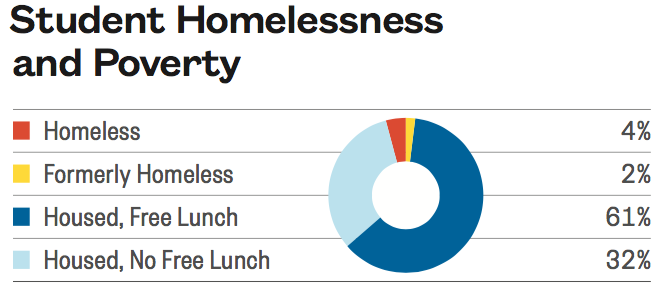 Student Homelessness
and Poverty
Homeless 4%
Formerly Homeless 2%
Housed, Free Lunch 61%
Housed, No Free Lunch 32%